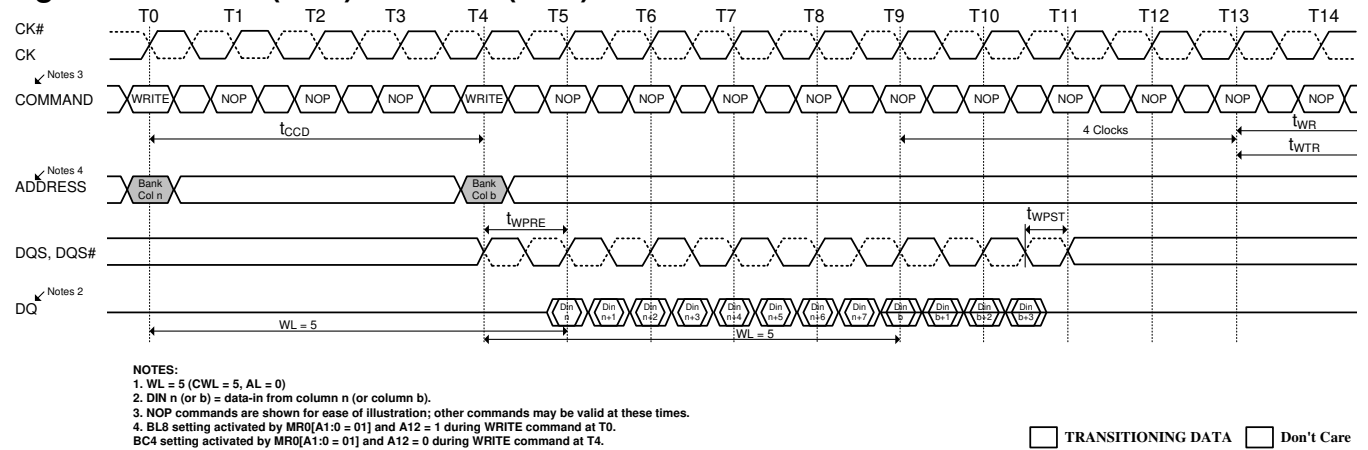 T0 T1 T2 T3 T4 T5 T6 T7 T8 T9 T10 T11 T12 T13 T14
CK#
CK
Notes 3
COMMAND WRITE NOP NOP NOP WRITE NOP NOP NOP NOP NOP NOP NOP NOP NOP NOP
tCCD 4 Clocks tWR
tWTR
Notes 4
ADDRESS Bank Col n Bank Col b
tWPRE tWPST
DQS, DQS#
Notes 2
DQ Din n Din n+1 Din n+2 Din n+3 Din n+4 Din n+5 Din n+6 Din n+7 Din b Din b+1 Din b+2 Din b+3
WL = 5 WL = 5
NOTES:
1. WL = 5 (CWL = 5, AL = 0)
2. DIN n (or b) = data-in from column n (or column b).
3. NOP commands are shown for ease of illustration; other commands may be valid at these times.
4. BL8 setting activated by MR0[A1:0 = 01] and A12 = 1 during WRITE command at T0.
BC4 setting activated by MR0[A1:0 = 01] and A12 = 0 during WRITE command at T4.
TRANSITIONING DATA Don't Care